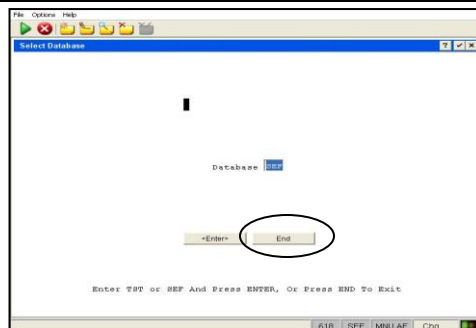 File Options Help
Select Database
Database SEF
<Enter> End
Enter TST or SEF And Press ENTER, Or Press END To Exit
618 SEF MNU AF Chg